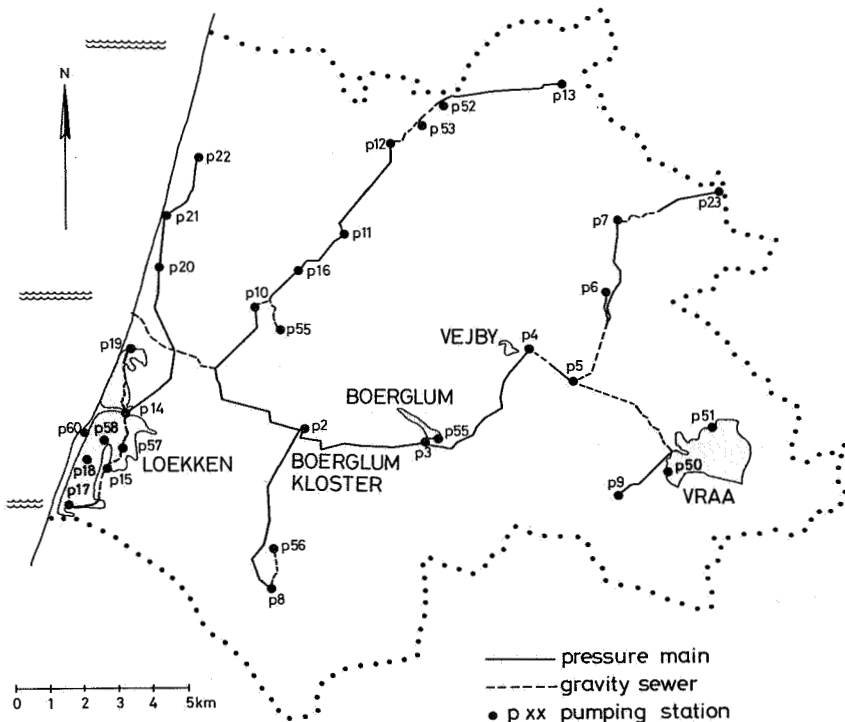 N
p22
p21
p20
p19
p14
p60
p58
p57
p18
p15
p17
LOEKKEN
p13
p52
p53
p12
p11
p16
p10
p55
p23
p7
p6
p4
VEJBY
p5
BOERGLUM
p55
p3
p2
BOERGLUM
KLOSTER
p51
p50
p9
VRAA
p56
p8
0 1 2 3 4 5km
pressure main
gravity sewer
p xx pumping station